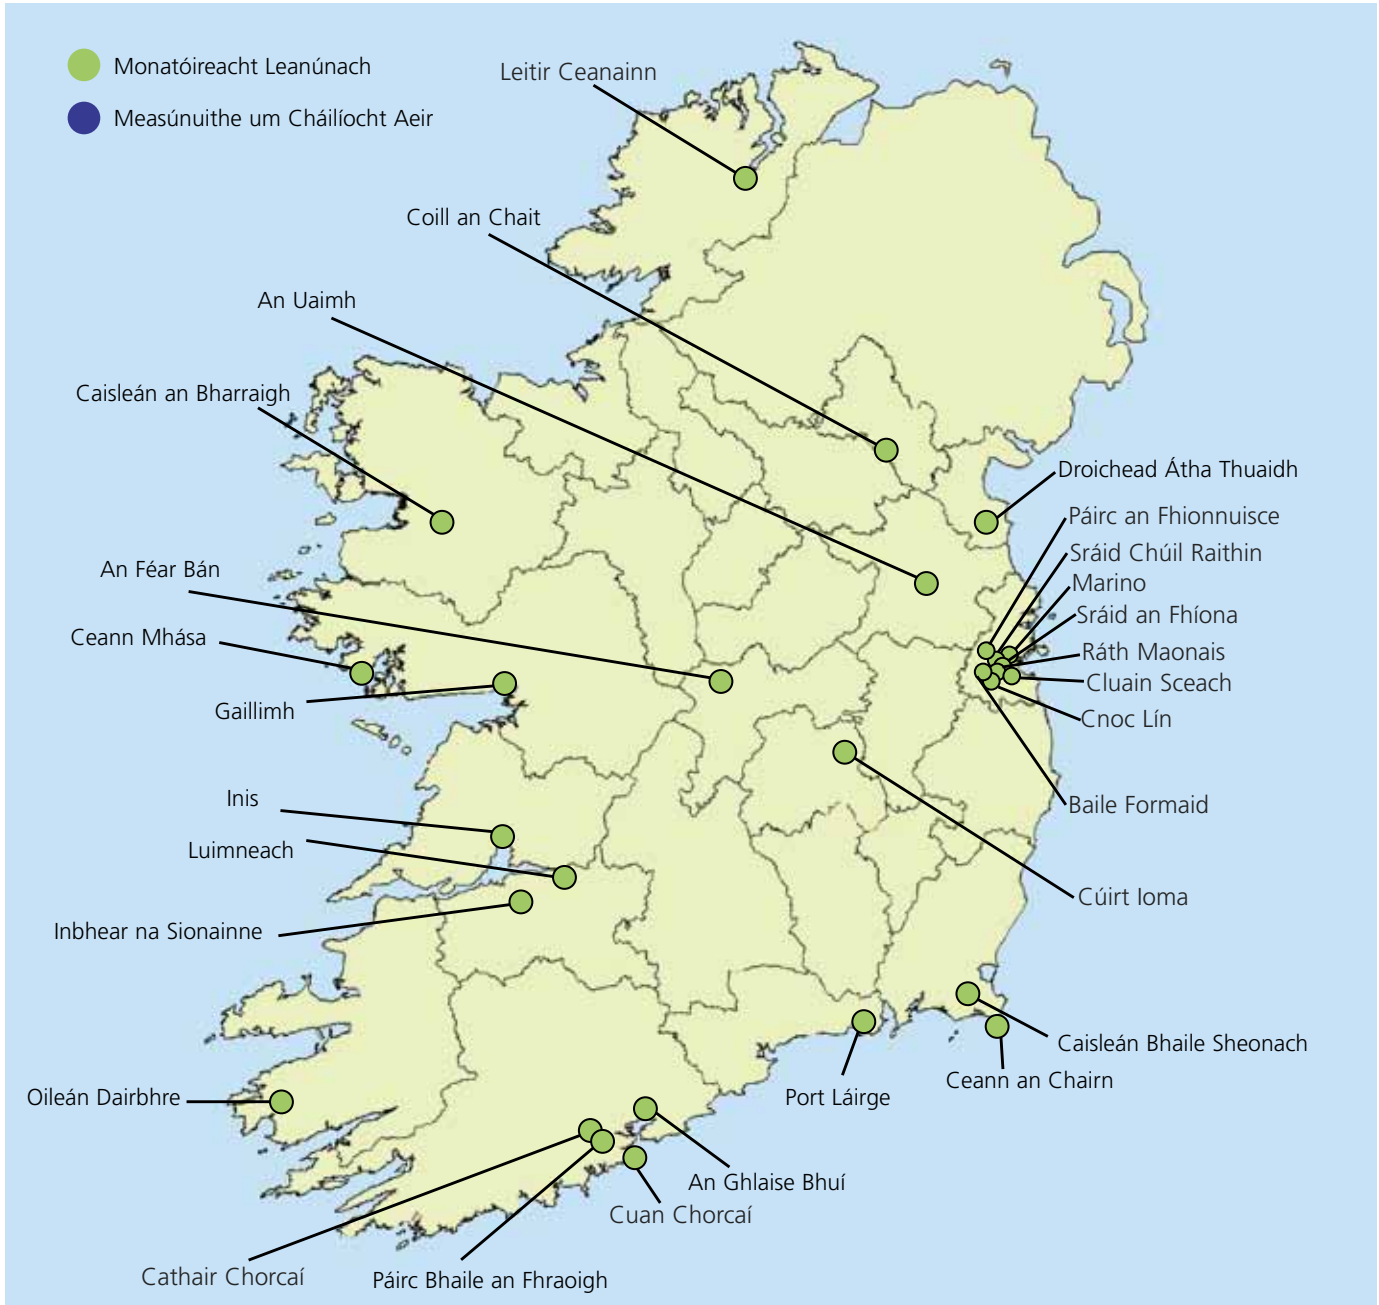 Monatóireacht Leanúnach
Measúnuithe um Cháilíocht Aeir
Leitir Ceanainn
Coill an Chait
An Uaimh
Caisleán an Bharraigh
Droichead Átha Thuaidh
Páirc an Fhionnuisce
Sráid Chúil Raithin
An Féar Bán
Marino
Sráid an Fhíona
Ceann Mhása
Ráth Maonais
Cluain Sceach
Gaillimh
Cnoc Lín
Inis
Baile Formaid
Luimneach
Cúirt Ioma
Inbhear na Sionainne
Caisleán Bhaile Sheonach
Ceann an Chairn
Oileán Dairbhre
Port Láirge
An Ghlaise Bhuí
Cuan Chorcaí
Cathair Chorcaí
Páirc Bhaile an Fhraoigh